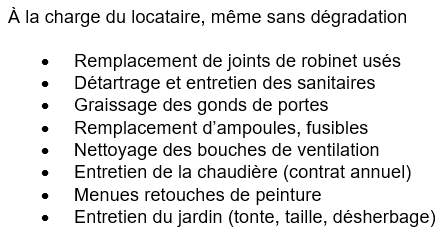 À la charge du locataire, même sans dégradation
• Remplacement de joints de robinet usés
• Détartrage et entretien des sanitaires
• Graissage des gonds de portes
• Remplacement d’ampoules, fusibles
• Nettoyage des bouches de ventilation
• Entretien de la chaudière (contrat annuel)
• Menues retouches de peinture
• Entretien du jardin (tonte, taille, désherbage)